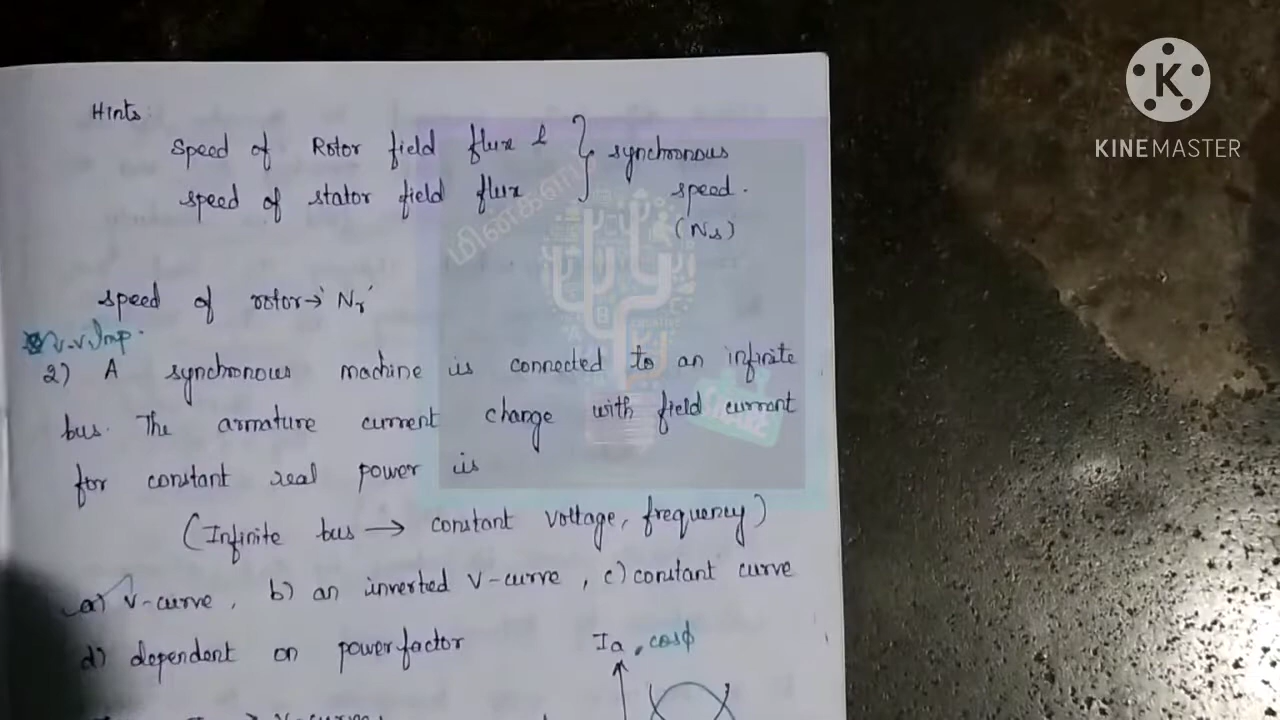 Hints:
speed of Rotor field flux & } synchronous
speed of stator field flux speed.
(Ns)
speed of rotor→'Nr'
v.v.Imp.
2) A synchronous machine is connected to an infinite
bus. The armature current change with field current
for constant real power is
(Infinite bus → constant voltage, frequency)
a) V-curve, b) an inverted V-curve, c) constant curve
d) dependent on powerfactor
Ia, cosϕ
மின்கனெ
K
KINEMASTER